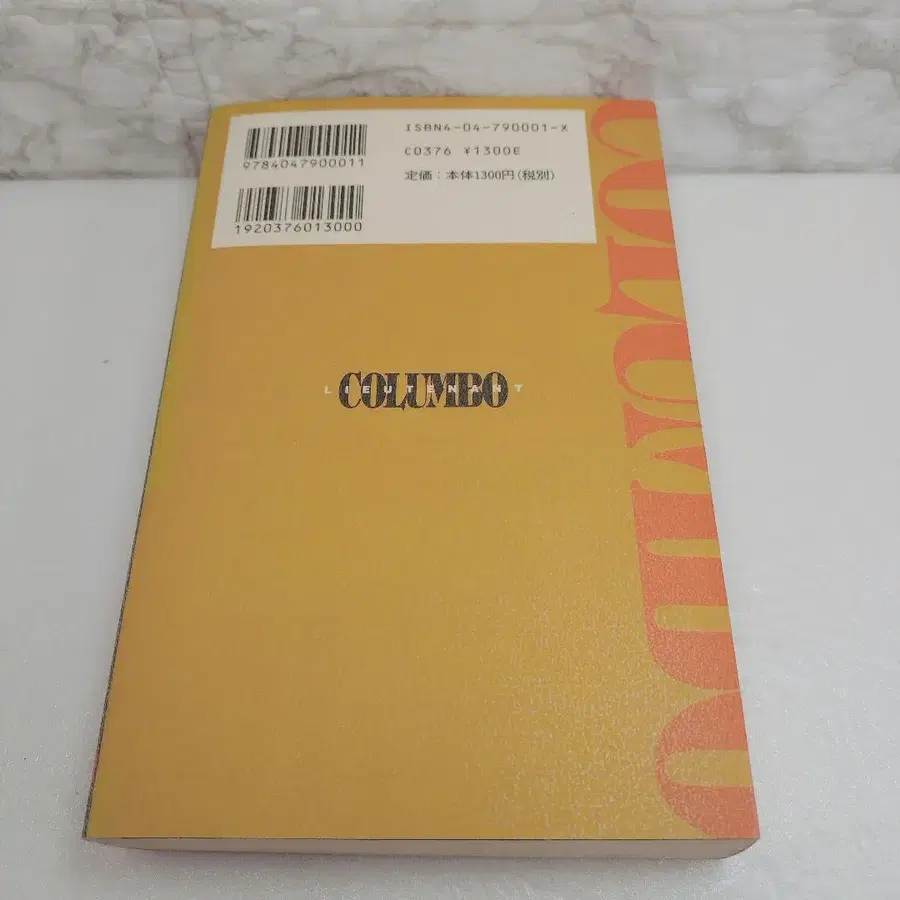 ISBN4-04-790001-X
9784047900011
C0376 ¥1300E
定価：本体1300円(税別)
1920376013000
LIEUTENANT
COLUMBO
COLUMBO